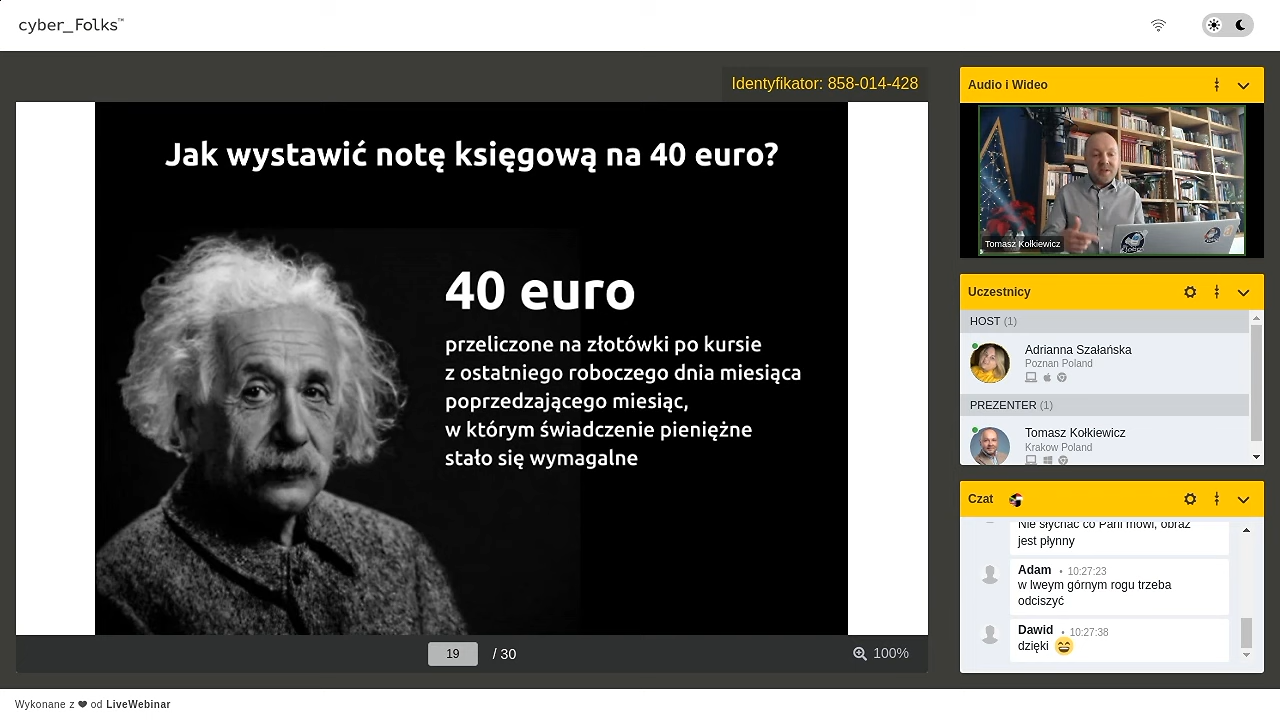 cyber_Folks™
Identyfikator: 858-014-428
Jak wystawić notę księgową na 40 euro?
40 euro
przeliczone na złotówki po kursie
z ostatniego roboczego dnia miesiąca
poprzedzającego miesiąc,
w którym świadczenie pieniężne
stało się wymagalne
19 / 30
100%
Audio i Wideo
Tomasz Kołkiewicz
Uczestnicy
HOST (1)
Adrianna Szałańska
Poznan Poland
PREZENTER (1)
Tomasz Kołkiewicz
Krakow Poland
Czat
Nie słychać co Pani mówi, obraz
jest płynny
Adam • 10:27:23
w lweym górnym rogu trzeba
odciszyć
Dawid • 10:27:38
dzięki 😄
Wykonane z ❤ od LiveWebinar